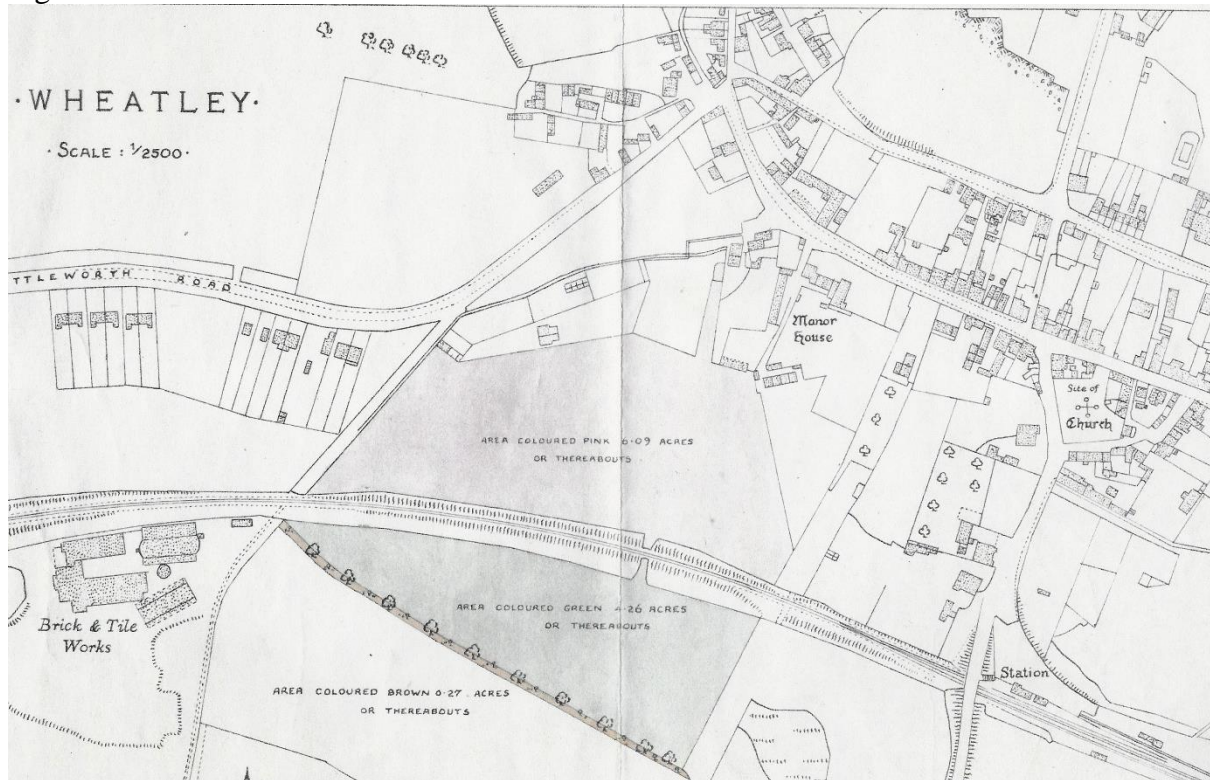 ·WHEATLEY·
·SCALE : 1/2500·
TTLEWORTH ROAD
Manor
House
Site of
Church
AREA COLOURED PINK 6·09 ACRES
OR THEREABOUTS
AREA COLOURED GREEN 4·26 ACRES
OR THEREABOUTS
Brick & Tile
Works
Station
AREA COLOURED BROWN 0·27 ACRES
OR THEREABOUTS